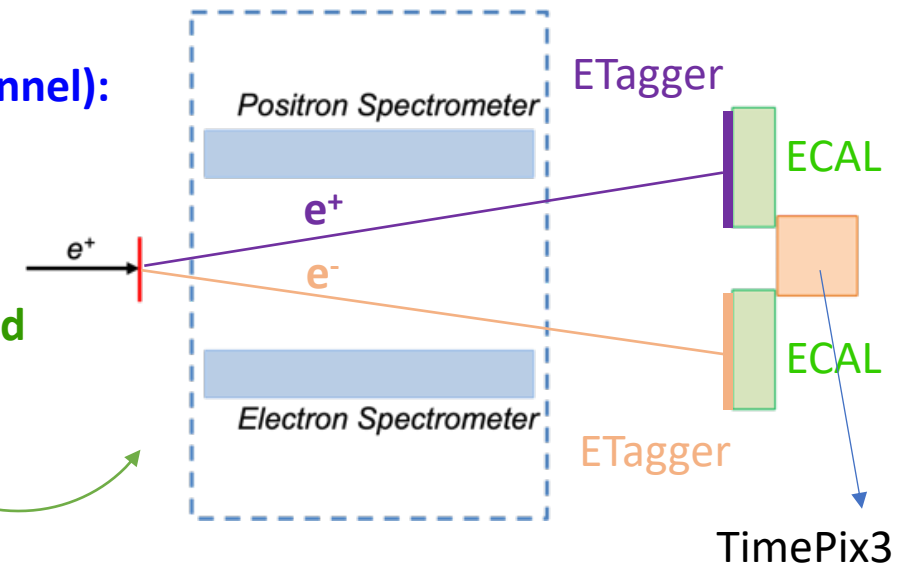 nnel):
ETagger
Positron Spectrometer
ECAL
e⁺
e⁺
e⁻
d
ECAL
Electron Spectrometer
ETagger
TimePix3